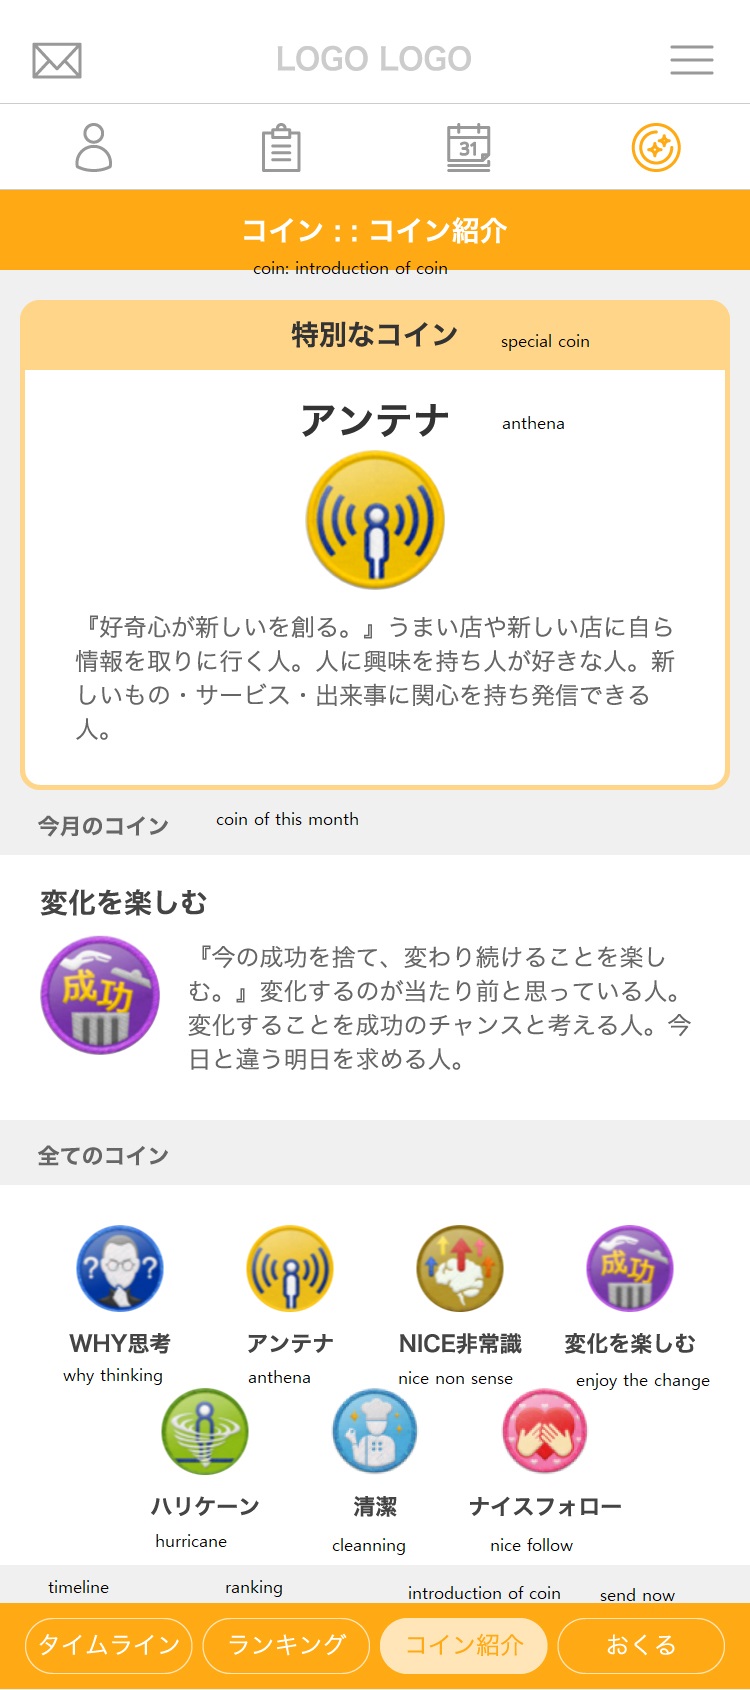 LOGO LOGO
31
コイン : : コイン紹介
coin: introduction of coin
特別なコイン
special coin
アンテナ
anthena
『好奇心が新しいを創る。』うまい店や新しい店に自ら
情報を取りに行く人。人に興味を持ち人が好きな人。新
しいもの・サービス・出来事に関心を持ち発信できる
人。
今月のコイン
coin of this month
変化を楽しむ
成功
『今の成功を捨て、変わり続けることを楽し
む。』変化するのが当たり前と思っている人。
変化することを成功のチャンスと考える人。今
日と違う明日を求める人。
全てのコイン
? ?
成功
WHY思考
アンテナ
NICE非常識
変化を楽しむ
why thinking
anthena
nice non sense
enjoy the change
ハリケーン
清潔
ナイスフォロー
hurricane
cleanning
nice follow
timeline
ranking
introduction of coin
send now
タイムライン
ランキング
コイン紹介
おくる